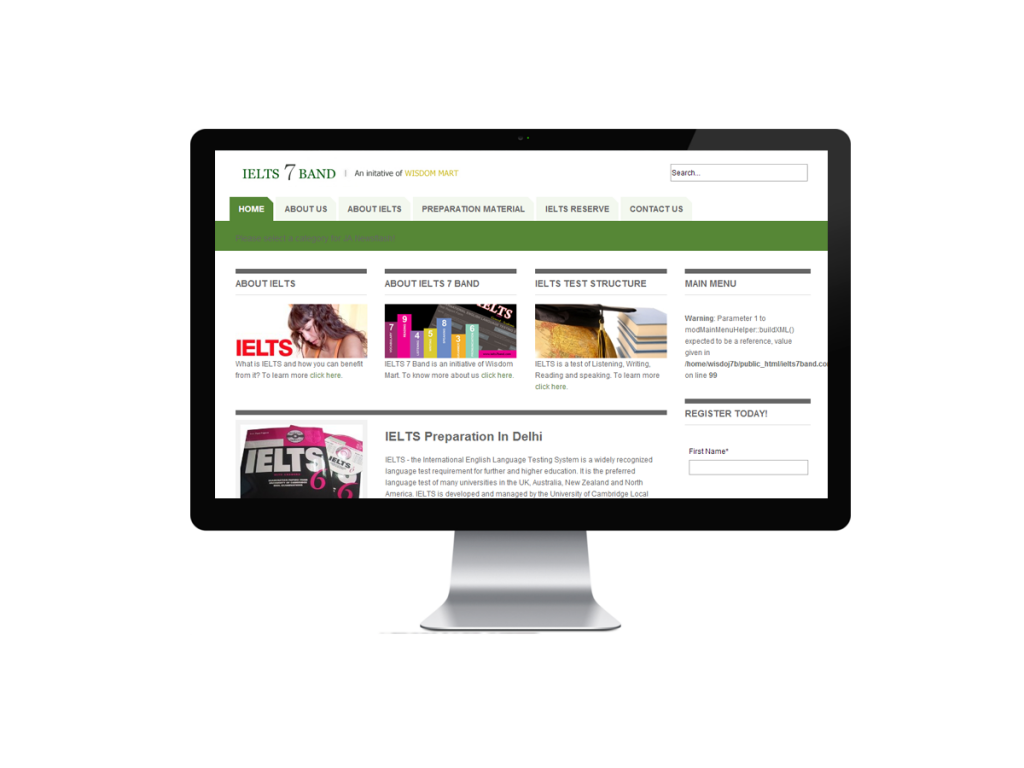 IELTS 7 BAND | An initative of WISDOM MART
Search...
HOME
ABOUT US
ABOUT IELTS
PREPARATION MATERIAL
IELTS RESERVE
CONTACT US
ABOUT IELTS
IELTS
What is IELTS and how you can benefit
from it? To learn more click here.
ABOUT IELTS 7 BAND
IELTS
7 9 4 5 8 3 6
IELTS 7 Band is an initiative of Wisdom
Mart. To know more about us click here.
IELTS TEST STRUCTURE
IELTS is a test of Listening, Writing,
Reading and speaking. To learn more
click here.
MAIN MENU
Warning: Parameter 1 to
modMainMenuHelper::buildXML()
expected to be a reference, value
given in
/home/wisdoj7b/public_html/ielts7band.co
on line 99
REGISTER TODAY!
First Name*
IELTS
6
IELTS
6
IELTS Preparation In Delhi
IELTS - the International English Language Testing System is a widely recognized
language test requirement for further and higher education. It is the preferred
language test of many universities in the UK, Australia, New Zealand and North
America. IELTS is developed and managed by the University of Cambridge Local